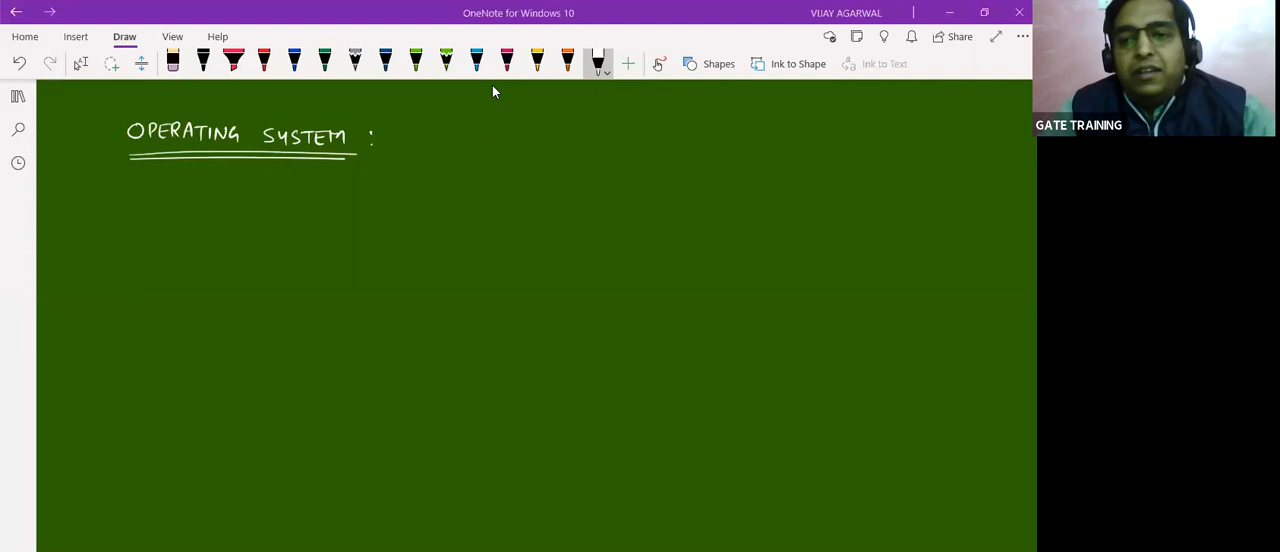 OneNote for Windows 10
VIJAY AGARWAL
Home Insert Draw View Help
Share
Shapes Ink to Shape Ink to Text
GATE TRAINING
OPERATING SYSTEM :